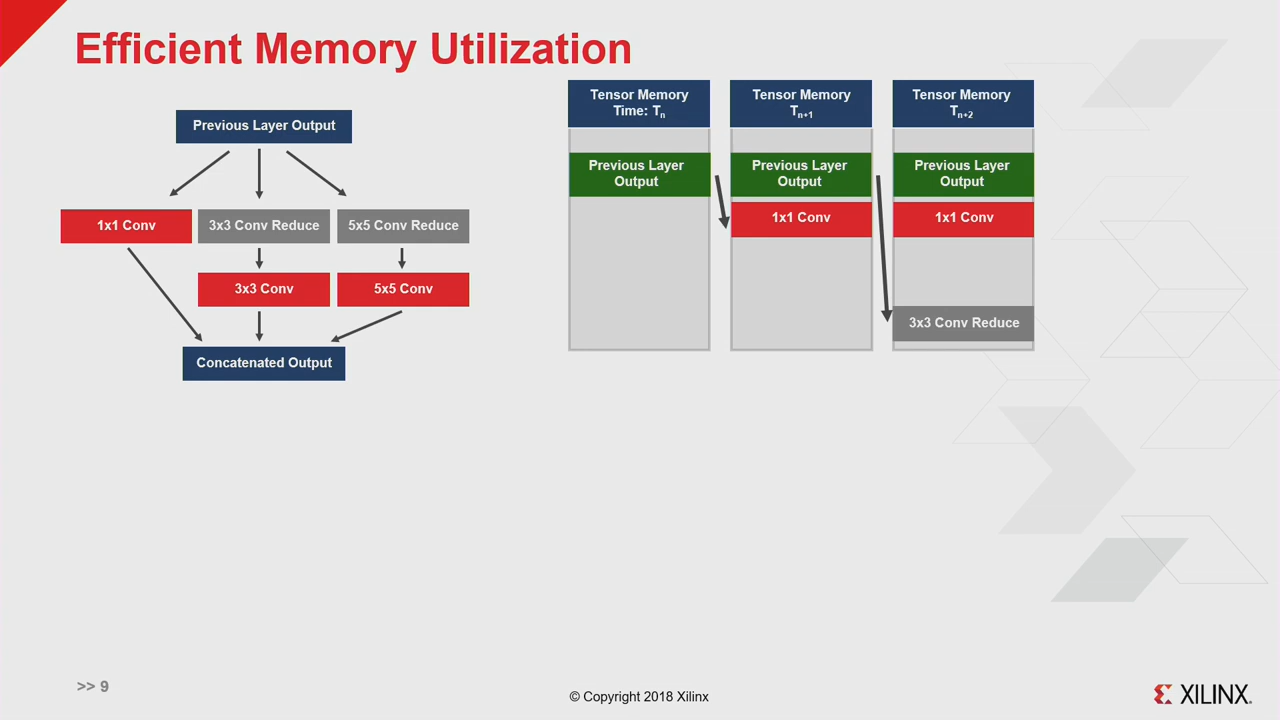 Efficient Memory Utilization
Previous Layer Output
1x1 Conv
3x3 Conv Reduce
5x5 Conv Reduce
3x3 Conv
5x5 Conv
Concatenated Output
Tensor Memory
Time: Tn
Previous Layer
Output
Tensor Memory
Tn+1
Previous Layer
Output
1x1 Conv
Tensor Memory
Tn+2
Previous Layer
Output
1x1 Conv
3x3 Conv Reduce
>> 9
© Copyright 2018 Xilinx
XILINX.